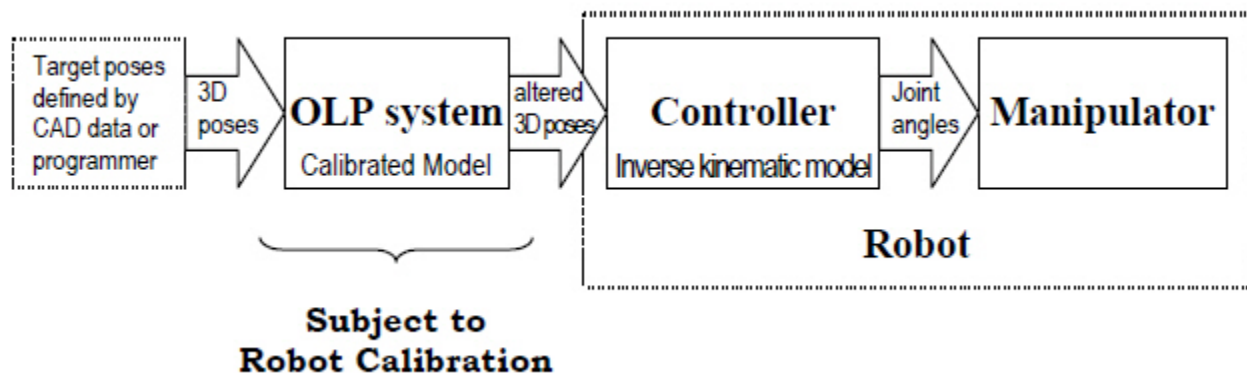 Target poses
defined by
CAD data or
programmer
3D
poses
OLP system
Calibrated Model
altered
3D poses
Controller
Inverse kinematic model
Joint
angles
Manipulator
Robot
Subject to
Robot Calibration